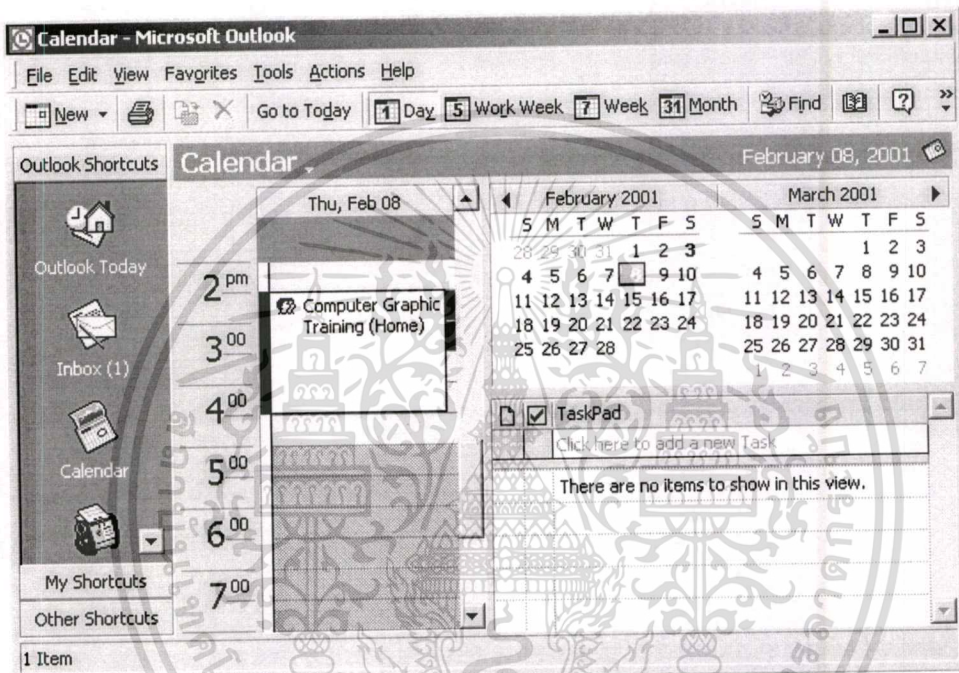 Calendar - Microsoft Outlook
File Edit View Favorites Tools Actions Help
New Go to Today 1 Day 5 Work Week 7 Week 31 Month Find
Outlook Shortcuts
Outlook Today
Inbox (1)
Calendar
My Shortcuts
Other Shortcuts
Calendar
February 08, 2001
Thu, Feb 08
2 pm
Computer Graphic
Training (Home)
3 00
4 00
5 00
6 00
7 00
February 2001
S M T W T F S
28 29 30 31 1 2 3
4 5 6 7 8 9 10
11 12 13 14 15 16 17
18 19 20 21 22 23 24
25 26 27 28
March 2001
S M T W T F S
1 2 3
4 5 6 7 8 9 10
11 12 13 14 15 16 17
18 19 20 21 22 23 24
25 26 27 28 29 30 31
1 2 3 4 5 6 7
TaskPad
Click here to add a new Task
There are no items to show in this view.
1 Item